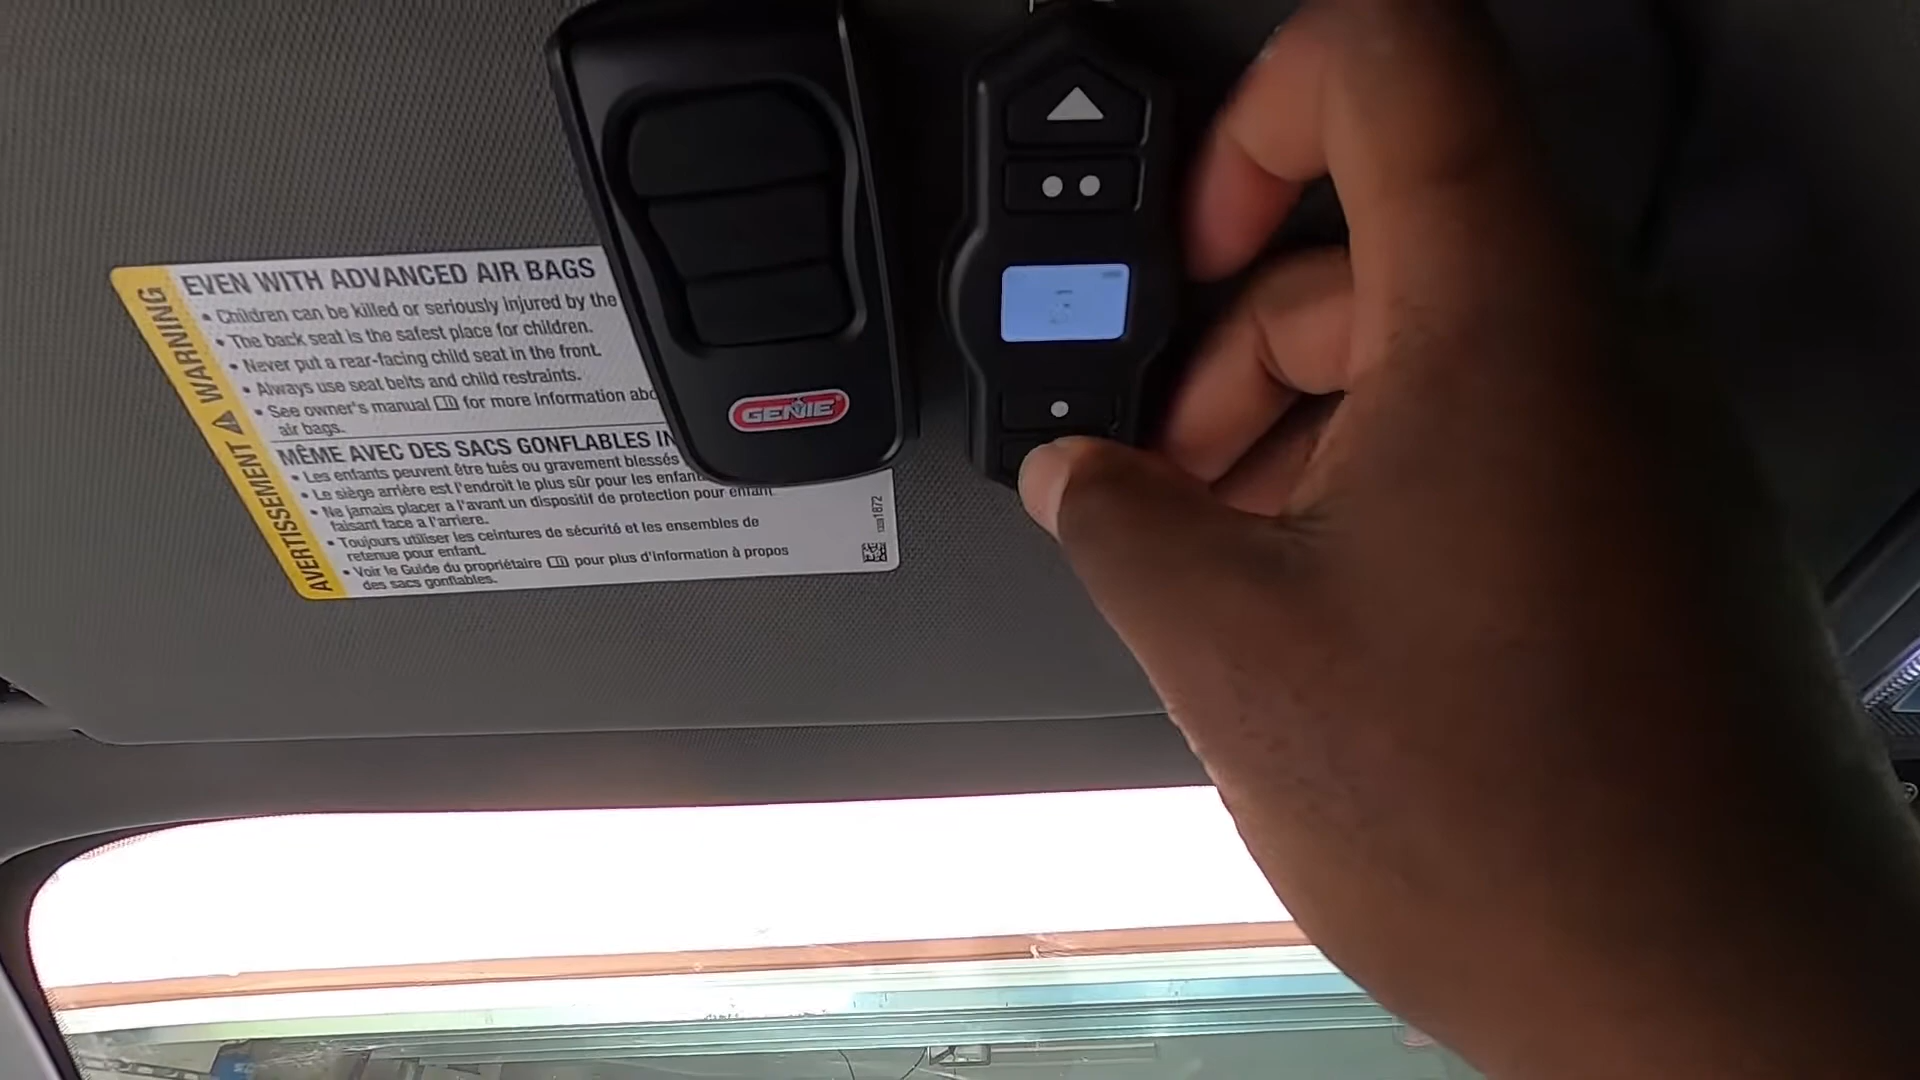 WARNING
EVEN WITH ADVANCED AIR BAGS
• Children can be killed or seriously injured by the
• The back seat is the safest place for children.
• Never put a rear-facing child seat in the front.
• Always use seat belts and child restraints.
• See owner's manual for more information abo
air bags.
AVERTISSEMENT
MÊME AVEC DES SACS GONFLABLES IN
• Les enfants peuvent être tués ou gravement blessés
• Le siège arrière est l'endroit le plus sûr pour les enfan
• Ne jamais placer a l'avant un dispositif de protection pour enfant
faisant face a l'arriere.
• Toujours utiliser les ceintures de sécurité et les ensembles de
retenue pour enfant.
• Voir le Guide du propriétaire pour plus d'information à propos
des sacs gonflables.
1872
GENIE